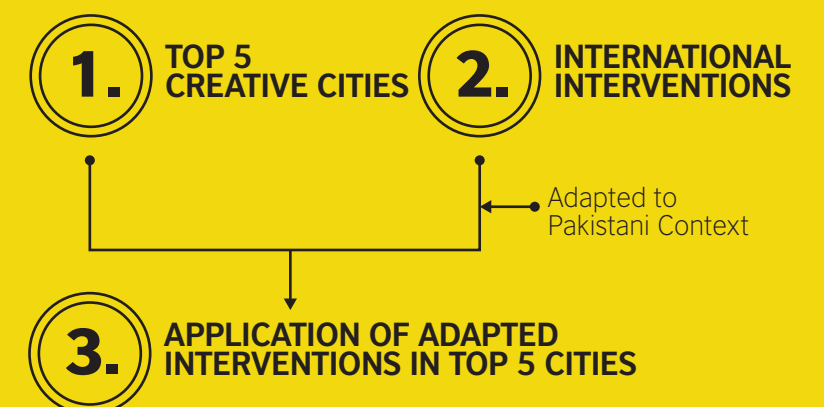 1.
TOP 5
CREATIVE CITIES
2.
INTERNATIONAL
INTERVENTIONS
Adapted to
Pakistani Context
3.
APPLICATION OF ADAPTED
INTERVENTIONS IN TOP 5 CITIES